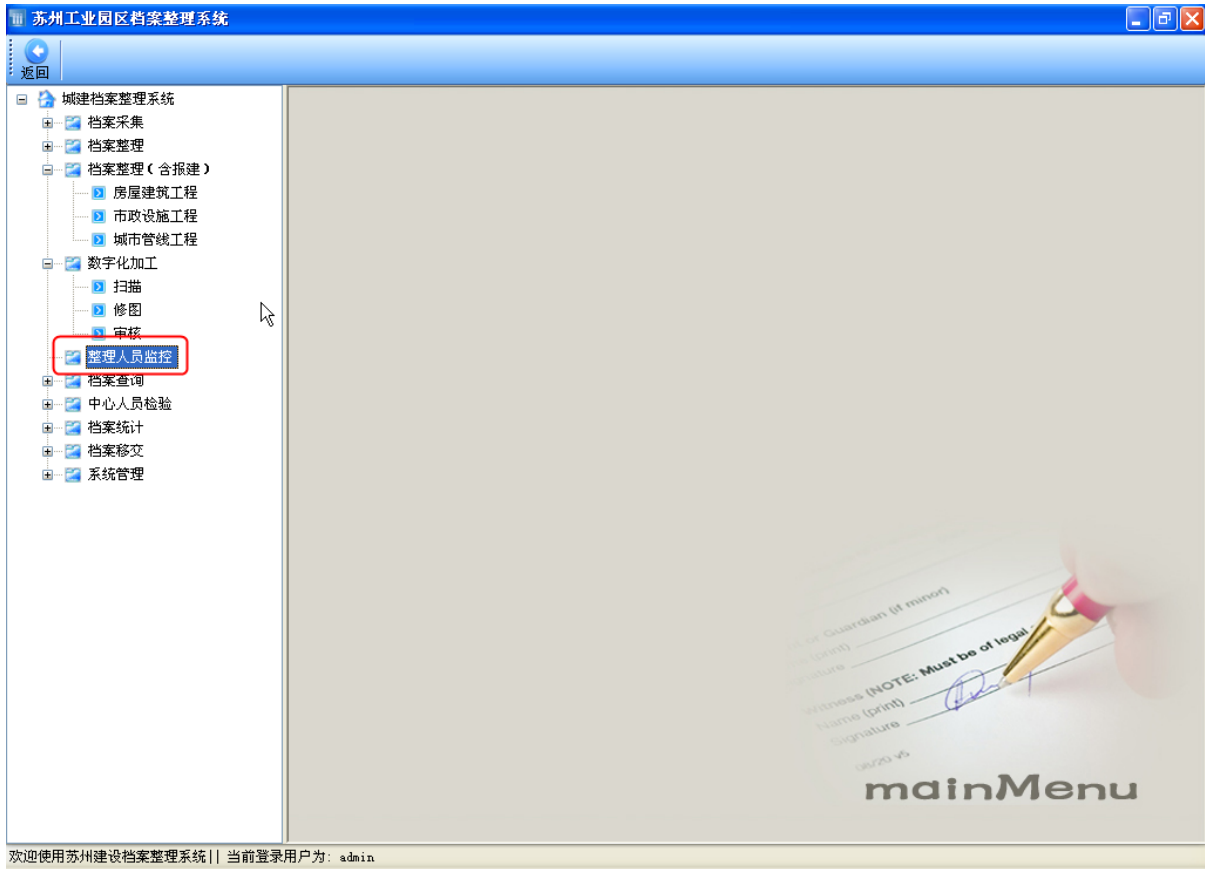 苏州工业园区档案整理系统
返回
城建档案整理系统
档案采集
档案整理
档案整理(含报建)
房屋建筑工程
市政设施工程
城市管线工程
数字化加工
扫描
修图
审核
整理人员监控
档案查询
中心人员检验
档案统计
档案移交
系统管理
or Guardian (if minor)
(print)
Witness (NOTE: Must be of legal
Name (print)
Signature
mainMenu
欢迎使用苏州建设档案整理系统|| 当前登录用户为: admin